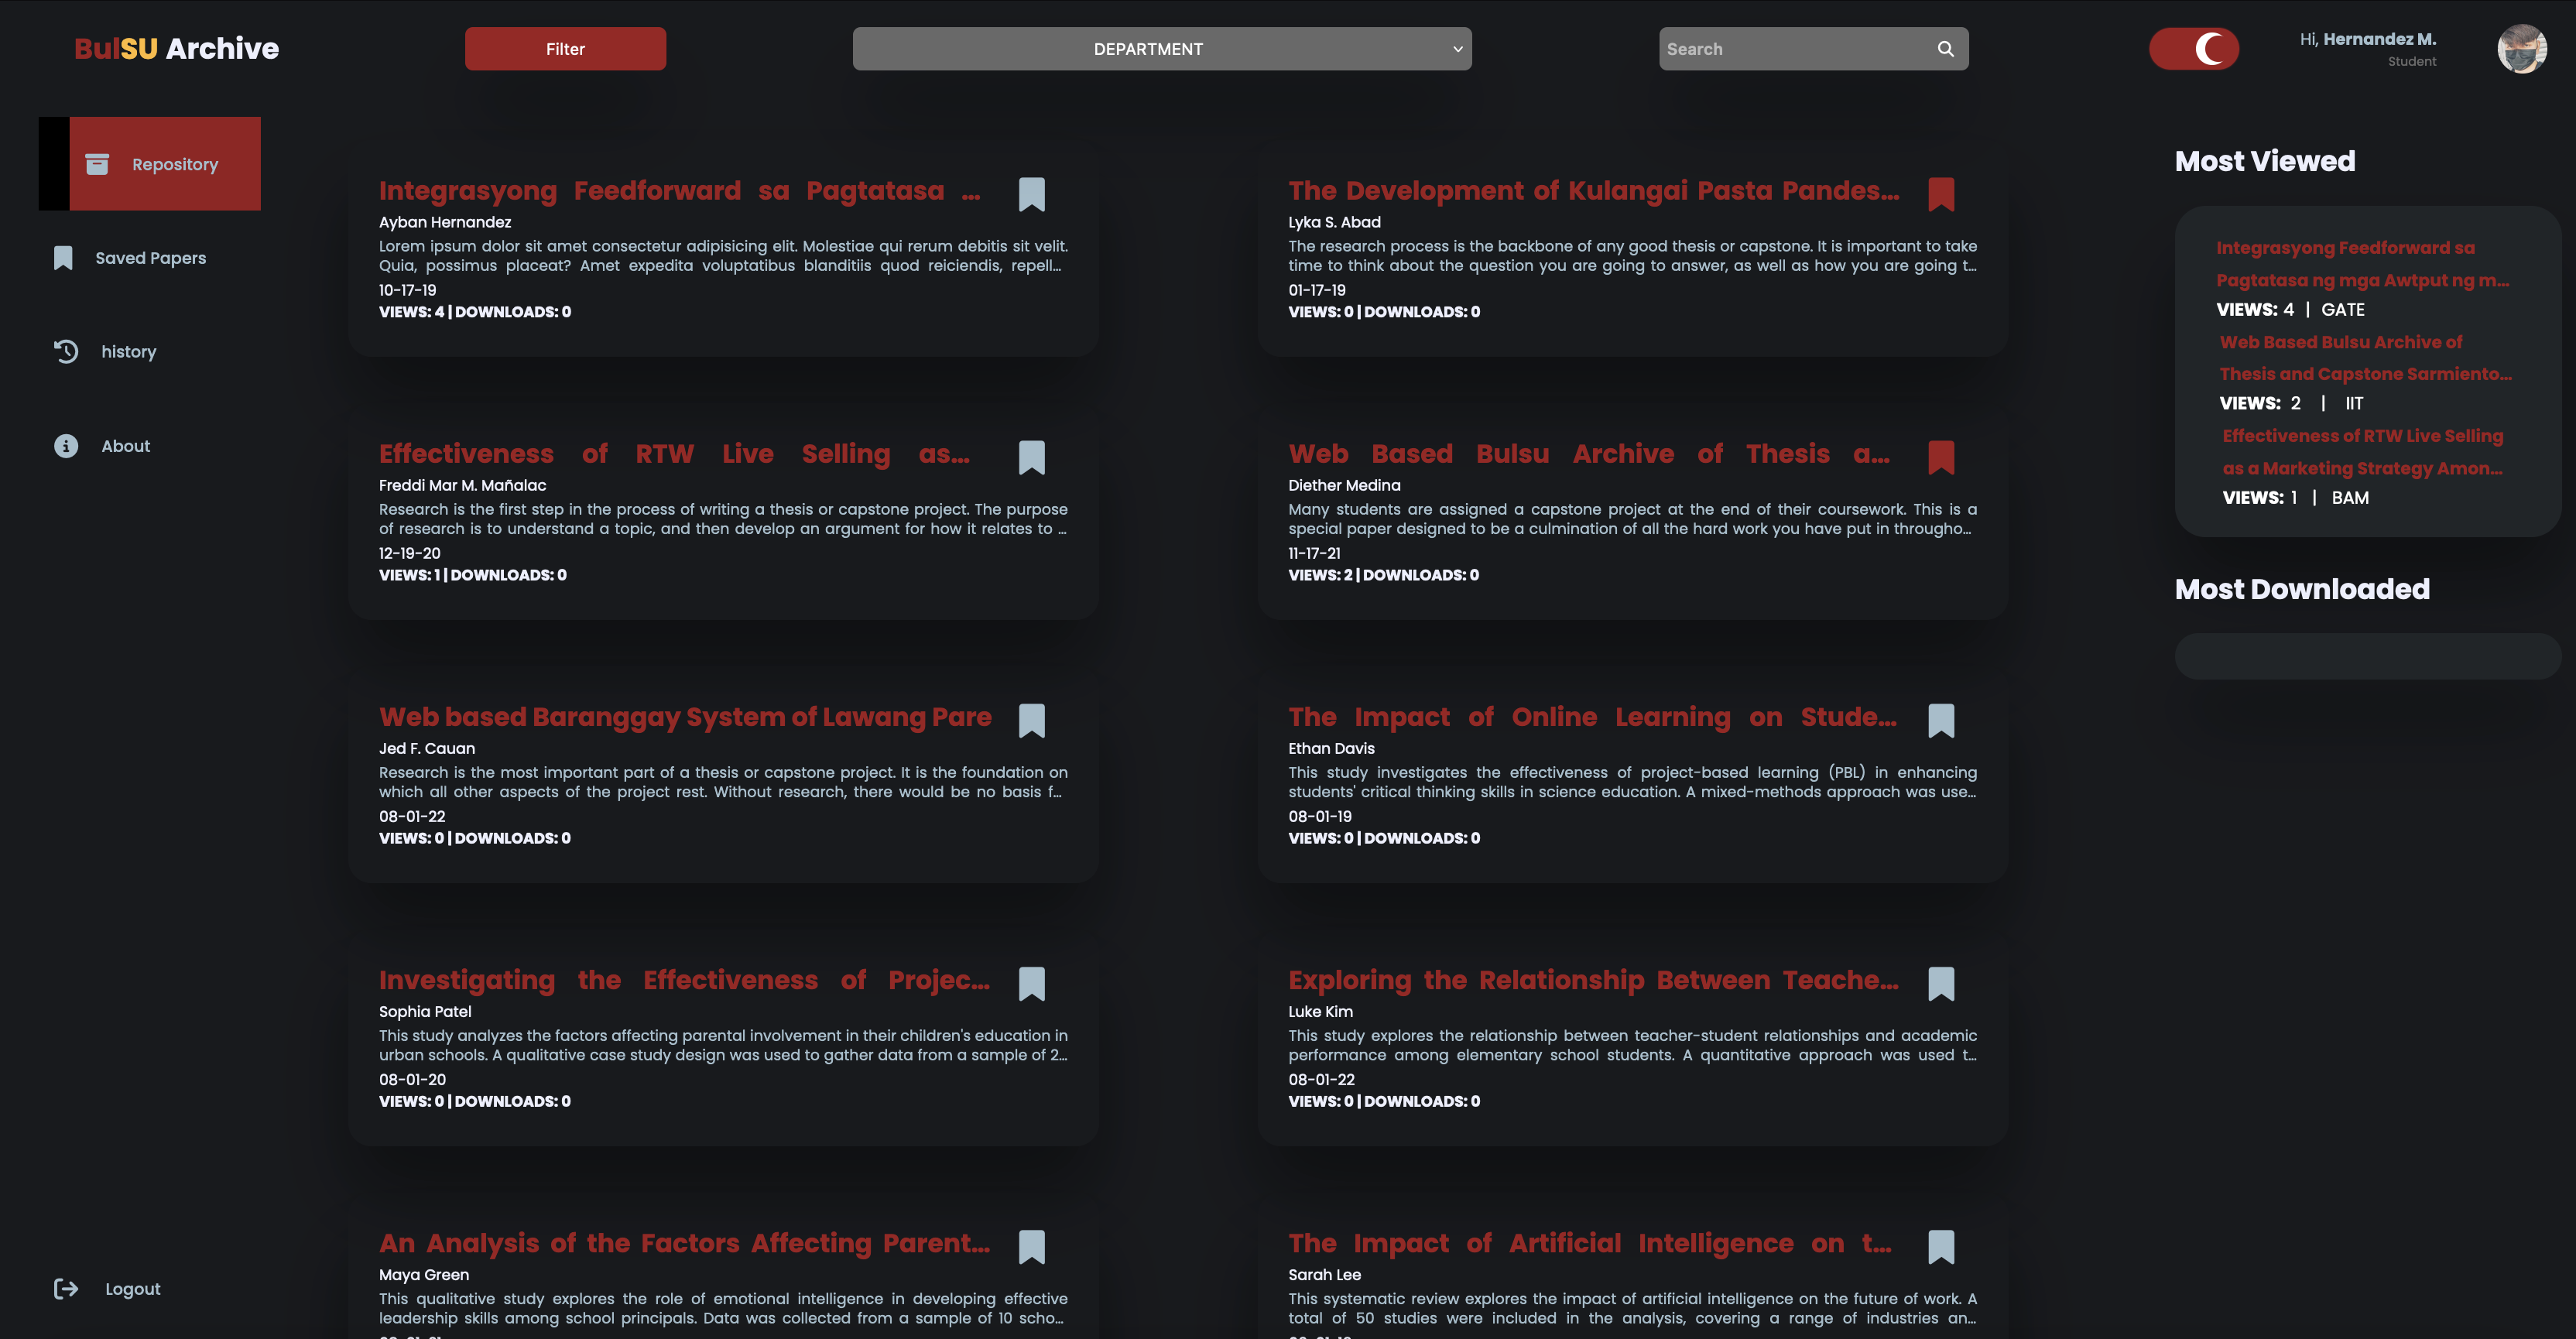 BulSU Archive
Filter
DEPARTMENT
Search
Hi, Hernandez M.
Student
Repository
Saved Papers
history
About
Logout
Integrasyong Feedforward sa Pagtatasa ...
Ayban Hernandez
Lorem ipsum dolor sit amet consectetur adipisicing elit. Molestiae qui rerum debitis sit velit.
Quia, possimus placeat? Amet expedita voluptatibus blanditiis quod reiciendis, repell...
10-17-19
VIEWS: 4 | DOWNLOADS: 0
The Development of Kulangai Pasta Pandes...
Lyka S. Abad
The research process is the backbone of any good thesis or capstone. It is important to take
time to think about the question you are going to answer, as well as how you are going t...
01-17-19
VIEWS: 0 | DOWNLOADS: 0
Effectiveness of RTW Live Selling as...
Freddi Mar M. Mañalac
Research is the first step in the process of writing a thesis or capstone project. The purpose
of research is to understand a topic, and then develop an argument for how it relates to ...
12-19-20
VIEWS: 1 | DOWNLOADS: 0
Web Based Bulsu Archive of Thesis a...
Diether Medina
Many students are assigned a capstone project at the end of their coursework. This is a
special paper designed to be a culmination of all the hard work you have put in througho...
11-17-21
VIEWS: 2 | DOWNLOADS: 0
Web based Baranggay System of Lawang Pare
Jed F. Cauan
Research is the most important part of a thesis or capstone project. It is the foundation on
which all other aspects of the project rest. Without research, there would be no basis f...
08-01-22
VIEWS: 0 | DOWNLOADS: 0
The Impact of Online Learning on Stude...
Ethan Davis
This study investigates the effectiveness of project-based learning (PBL) in enhancing
students' critical thinking skills in science education. A mixed-methods approach was use...
08-01-19
VIEWS: 0 | DOWNLOADS: 0
Investigating the Effectiveness of Projec...
Sophia Patel
This study analyzes the factors affecting parental involvement in their children's education in
urban schools. A qualitative case study design was used to gather data from a sample of 2...
08-01-20
VIEWS: 0 | DOWNLOADS: 0
Exploring the Relationship Between Teache...
Luke Kim
This study explores the relationship between teacher-student relationships and academic
performance among elementary school students. A quantitative approach was used t...
08-01-22
VIEWS: 0 | DOWNLOADS: 0
An Analysis of the Factors Affecting Parent...
Maya Green
This qualitative study explores the role of emotional intelligence in developing effective
leadership skills among school principals. Data was collected from a sample of 10 scho...
The Impact of Artificial Intelligence on t...
Sarah Lee
This systematic review explores the impact of artificial intelligence on the future of work. A
total of 50 studies were included in the analysis, covering a range of industries an...
Most Viewed
Integrasyong Feedforward sa
Pagtatasa ng mga Awtput ng m...
VIEWS: 4 | GATE
Web Based Bulsu Archive of
Thesis and Capstone Sarmiento...
VIEWS: 2 | IIT
Effectiveness of RTW Live Selling
as a Marketing Strategy Amon...
VIEWS: 1 | BAM
Most Downloaded